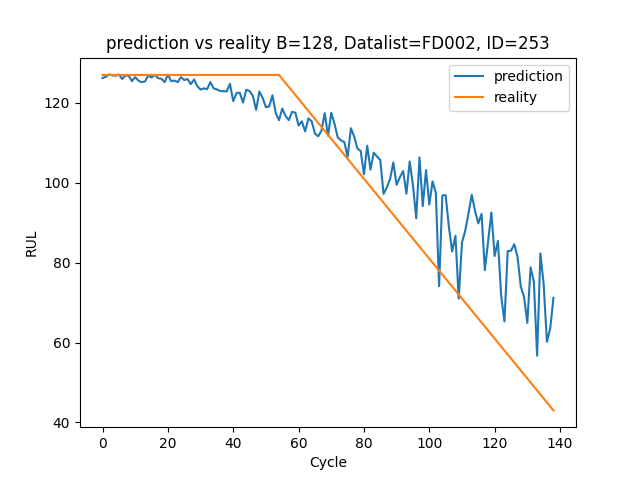 prediction vs reality B=128, Datalist=FD002, ID=253
prediction
reality
RUL
120
100
80
60
40
0 20 40 60 80 100 120 140
Cycle